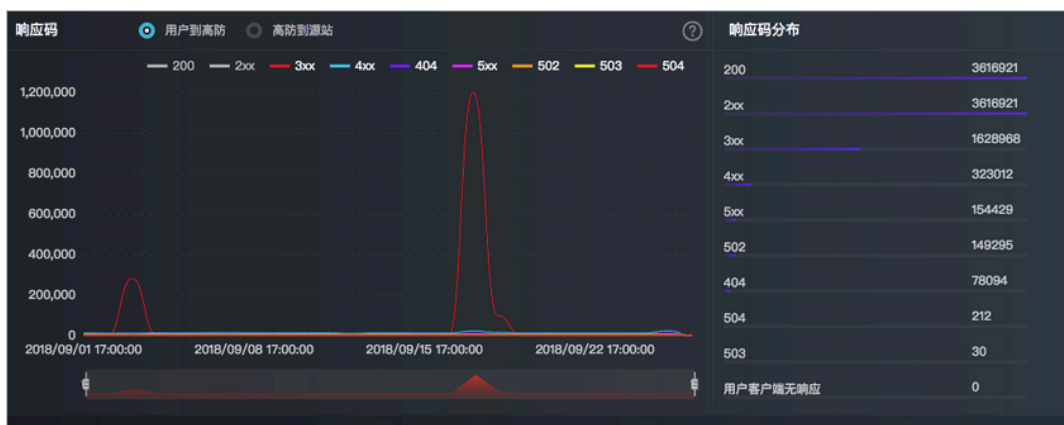 响应码 用户到高防 高防到源站 ?
200 2xx 3xx 4xx 404 5xx 502 503 504
1,200,000
1,000,000
800,000
600,000
400,000
200,000
0
2018/09/01 17:00:00 2018/09/08 17:00:00 2018/09/15 17:00:00 2018/09/22 17:00:00
响应码分布
200 3616921
2xx 3616921
3xx 1628968
4xx 323012
5xx 154429
502 149295
404 78094
504 212
503 30
用户客户端无响应 0